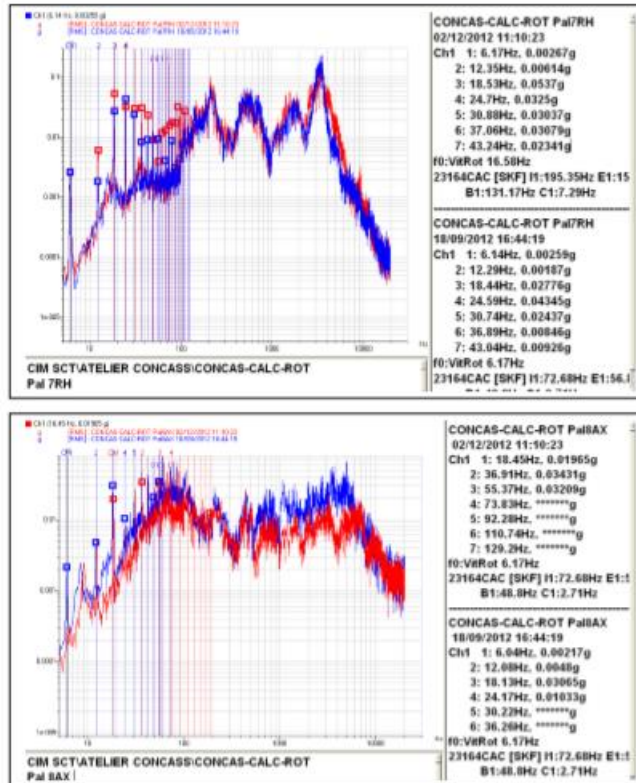 CONCAS-CALC-ROT Pal7RH
02/12/2012 11:10:23
Ch1 1: 6.17Hz, 0.00267g
2: 12.35Hz, 0.00614g
3: 18.53Hz, 0.0537g
4: 24.7Hz, 0.0325g
5: 30.88Hz, 0.03037g
6: 37.06Hz, 0.03079g
7: 43.24Hz, 0.02341g
f0:VitRot 16.58Hz
23164CAC [SKF] I1:195.35Hz E1:15
B1:131.17Hz C1:7.29Hz
CONCAS-CALC-ROT Pal7RH
18/09/2012 16:44:19
Ch1 1: 6.14Hz, 0.00259g
2: 12.29Hz, 0.00187g
3: 18.44Hz, 0.02776g
4: 24.59Hz, 0.04345g
5: 30.74Hz, 0.02437g
6: 36.89Hz, 0.00846g
7: 43.04Hz, 0.00926g
f0:VitRot 6.17Hz
23164CAC [SKF] I1:72.68Hz E1:56.
CIM SCT\ATELIER CONCASS\CONCAS-CALC-ROT
Pal 7RH
CONCAS-CALC-ROT Pal8AX
02/12/2012 11:10:23
Ch1 1: 18.45Hz, 0.01965g
2: 36.91Hz, 0.03431g
3: 55.37Hz, 0.03209g
4: 73.83Hz, *******g
5: 92.28Hz, *******g
6: 110.74Hz, *******g
7: 129.2Hz, *******g
f0:VitRot 6.17Hz
23164CAC [SKF] I1:72.68Hz E1:5
B1:48.8Hz C1:2.71Hz
CONCAS-CALC-ROT Pal8AX
18/09/2012 16:44:19
Ch1 1: 6.04Hz, 0.00217g
2: 12.08Hz, 0.0048g
3: 18.13Hz, 0.03065g
4: 24.17Hz, 0.01033g
5: 30.22Hz, *******g
6: 36.26Hz, *******g
f0:VitRot 6.17Hz
23164CAC [SKF] I1:72.68Hz E1:5
B1:48.8Hz C1:2.71Hz
CIM SCT\ATELIER CONCASS\CONCAS-CALC-ROT
Pal 8AX